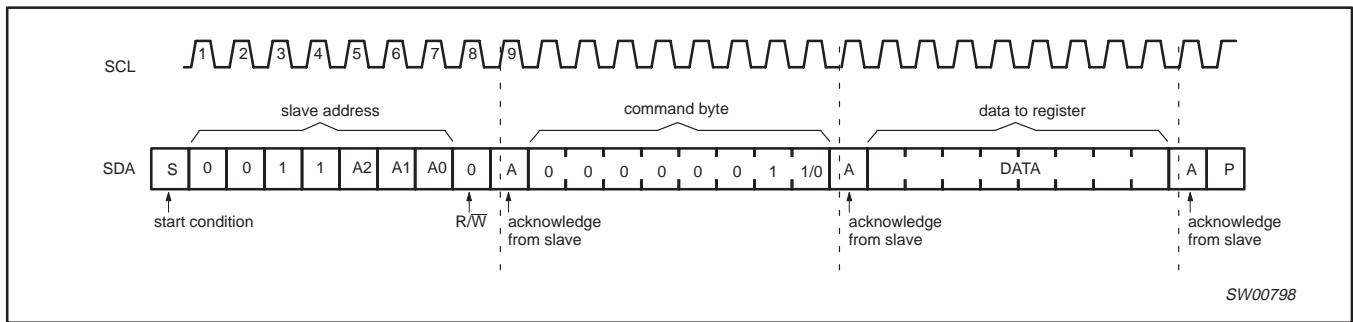 SCL 1 2 3 4 5 6 7 8 9
slave address command byte data to register
SDA S 0 0 1 1 A2 A1 A0 0 A 0 0 0 0 0 0 1 1/0 A DATA A P
start condition R/W̅ acknowledge from slave acknowledge from slave acknowledge from slave
SW00798